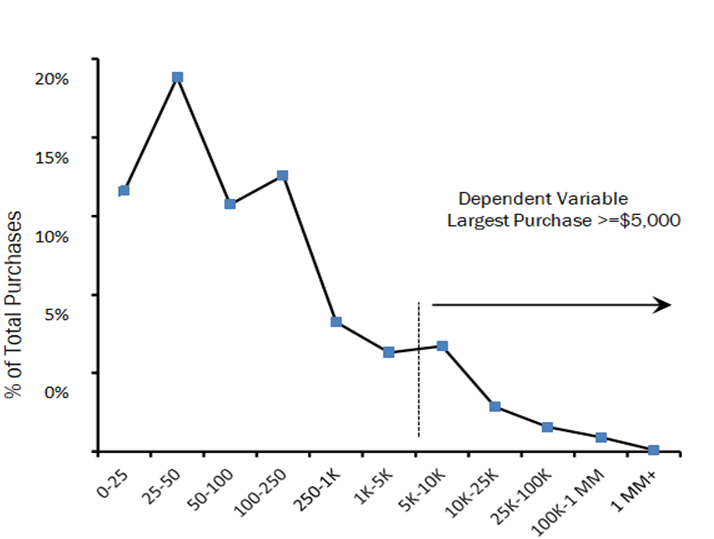 20%
15%
10%
5%
0%
% of Total Purchases
Dependent Variable
Largest Purchase >=$5,000
0-25
25-50
50-100
100-250
250-1K
1K-5K
5K-10K
10K-25K
25K-100K
100K-1 MM
1 MM+